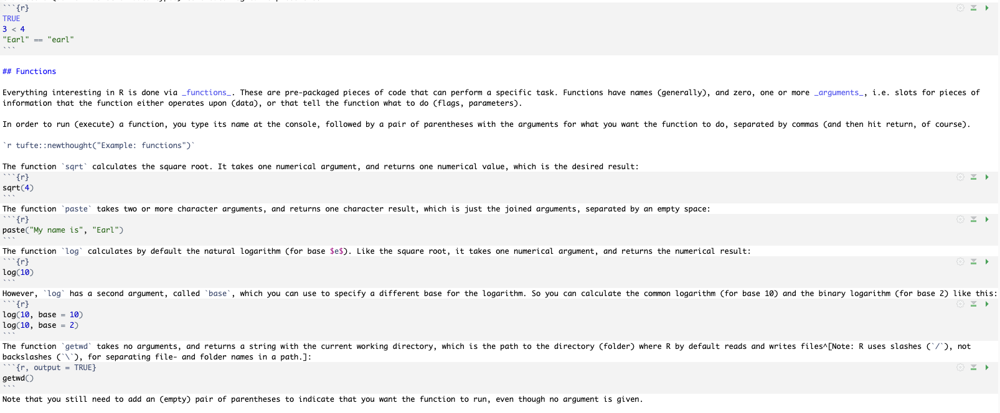 ```{r}
TRUE
3 < 4
"Earl" == "earl"
```
## Functions
Everything interesting in R is done via _functions_. These are pre-packaged pieces of code that can perform a specific task. Functions have names (generally), and zero, one or more _arguments_, i.e. slots for pieces of
information that the function either operates upon (data), or that tell the function what to do (flags, parameters).
In order to run (execute) a function, you type its name at the console, followed by a pair of parentheses with the arguments for what you want the function to do, separated by commas (and then hit return, of course).
`r tufte::newthought("Example: functions")`
The function `sqrt` calculates the square root. It takes one numerical argument, and returns one numerical value, which is the desired result:
```{r}
sqrt(4)
```
The function `paste` takes two or more character arguments, and returns one character result, which is just the joined arguments, separated by an empty space:
```{r}
paste("My name is", "Earl")
```
The function `log` calculates by default the natural logarithm (for base $e$). Like the square root, it takes one numerical argument, and returns the numerical result:
```{r}
log(10)
```
However, `log` has a second argument, called `base`, which you can use to specify a different base for the logarithm. So you can calculate the common logarithm (for base 10) and the binary logarithm (for base 2) like this:
```{r}
log(10, base = 10)
log(10, base = 2)
```
The function `getwd` takes no arguments, and returns a string with the current working directory, which is the path to the directory (folder) where R by default reads and writes files^[Note: R uses slashes (`/`), not
backslashes (`\`), for separating file- and folder names in a path.]:
```{r, output = TRUE}
getwd()
```
Note that you still need to add an (empty) pair of parentheses to indicate that you want the function to run, even though no argument is given.